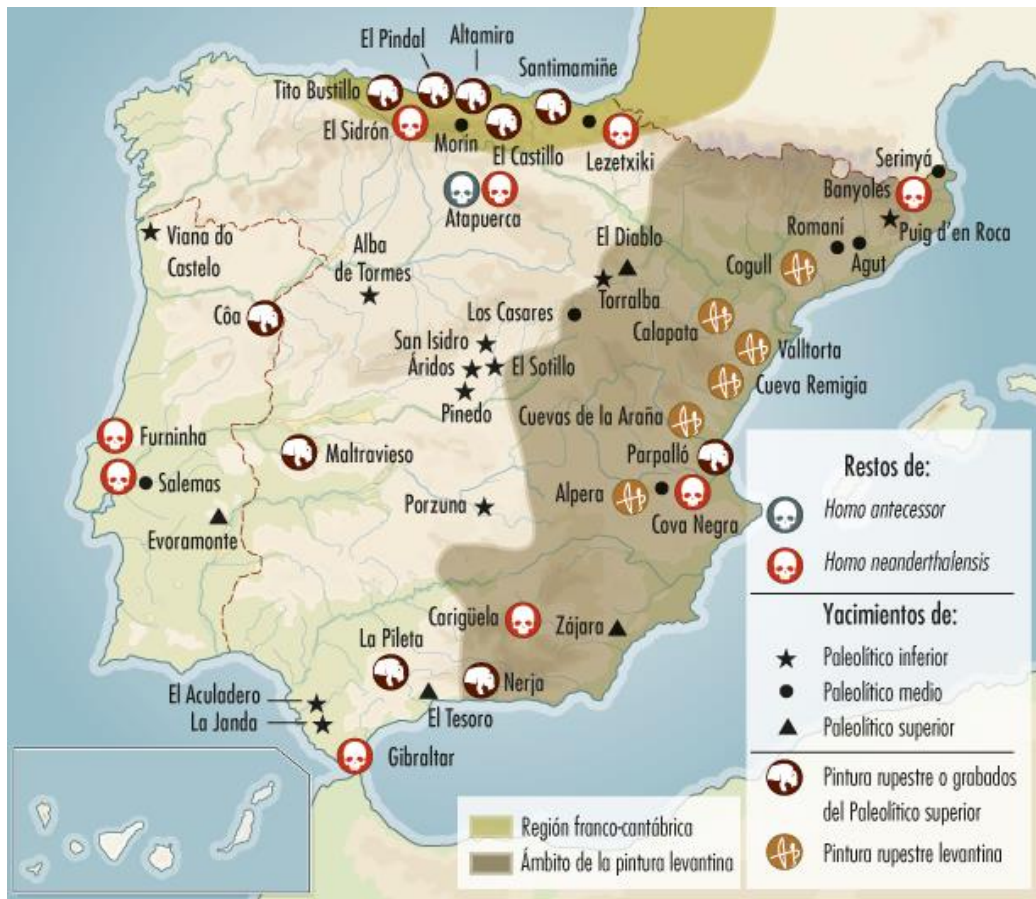 El Pindal
Altamira
Santimamiñe
Tito Bustillo
El Sidrón
Morín
El Castillo
Lezetxiki
Atapuerca
Serinyá
Banyoles
Puig d'en Roca
Romaní
Agut
Cogull
Viana do
Castelo
Alba
de Tormes
El Diablo
Torralba
Côa
Los Casares
Calapata
San Isidro
Áridos
El Sotillo
Pinedo
Valltorta
Cueva Remigia
Cuevas de la Araña
Furninha
Maltravieso
Parpalló
Salemas
Porzuna
Alpera
Cova Negra
Evoramonte
Carigüela
Zájara
La Pileta
Nerja
El Aculadero
La Janda
El Tesoro
Gibraltar
Restos de:
Homo antecessor
Homo neanderthalensis
Yacimientos de:
Paleolítico inferior
Paleolítico medio
Paleolítico superior
Pintura rupestre o grabados
del Paleolítico superior
Pintura rupestre levantina
Región franco-cantábrica
Ámbito de la pintura levantina